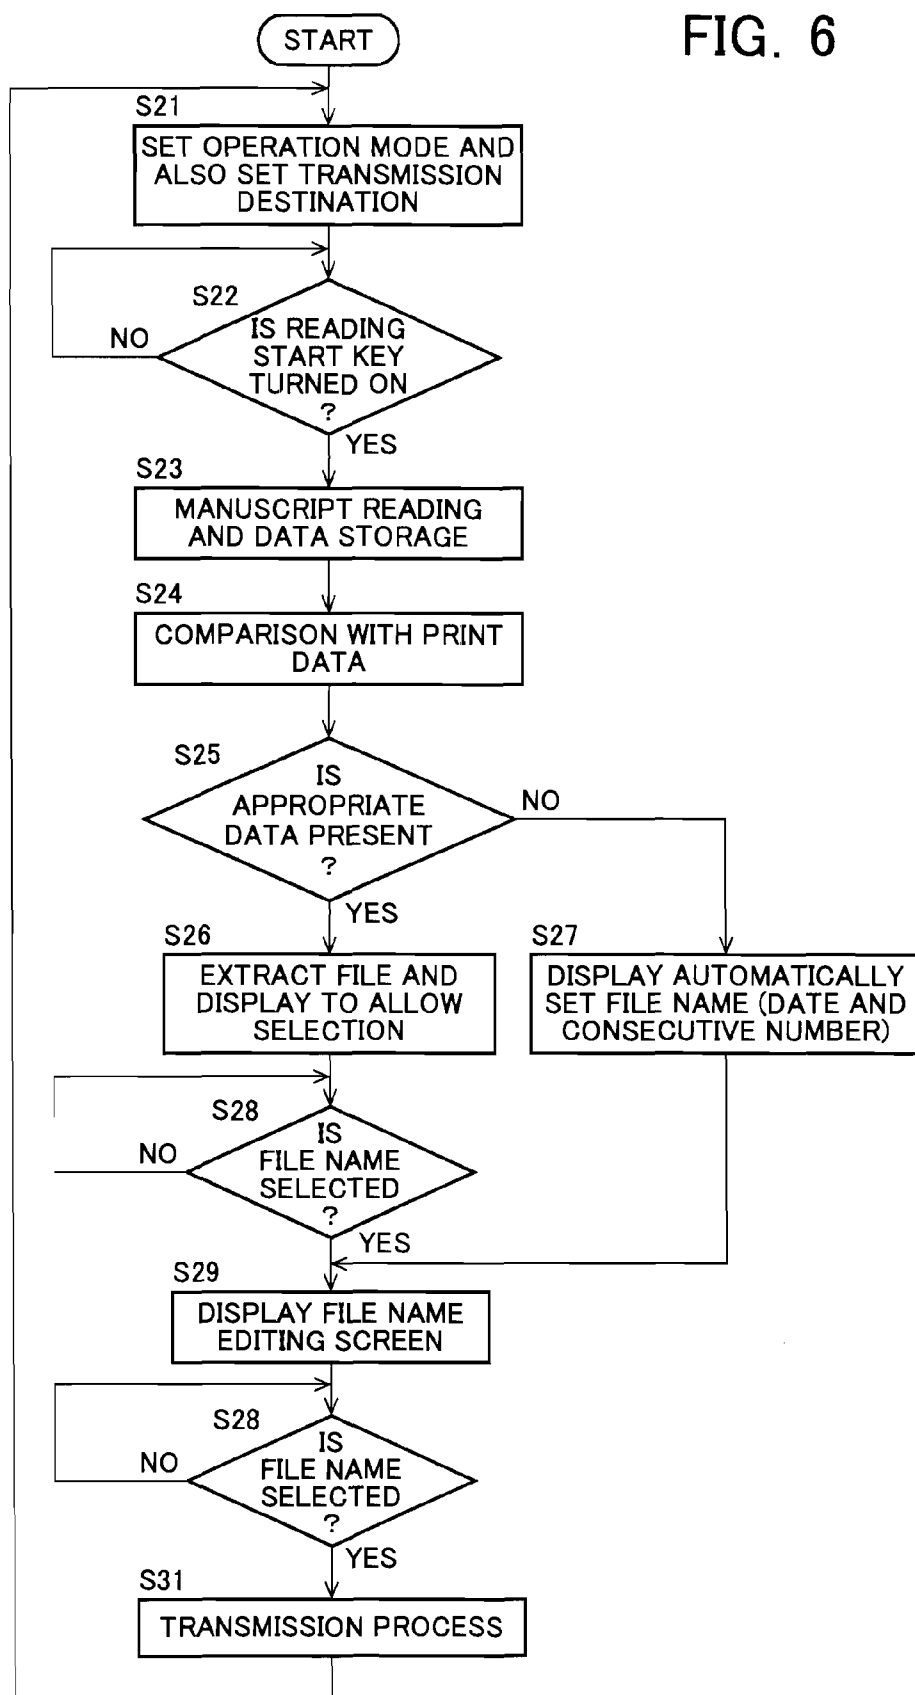 FIG. 6
START
S21
SET OPERATION MODE AND
ALSO SET TRANSMISSION
DESTINATION
S22
IS READING
START KEY
TURNED ON
?
NO
YES
S23
MANUSCRIPT READING
AND DATA STORAGE
S24
COMPARISON WITH PRINT
DATA
S25
IS
APPROPRIATE
DATA PRESENT
?
NO
YES
S26
EXTRACT FILE AND
DISPLAY TO ALLOW
SELECTION
S27
DISPLAY AUTOMATICALLY
SET FILE NAME (DATE AND
CONSECUTIVE NUMBER)
S28
IS
FILE NAME
SELECTED
?
NO
YES
S29
DISPLAY FILE NAME
EDITING SCREEN
S28
IS
FILE NAME
SELECTED
?
NO
YES
S31
TRANSMISSION PROCESS